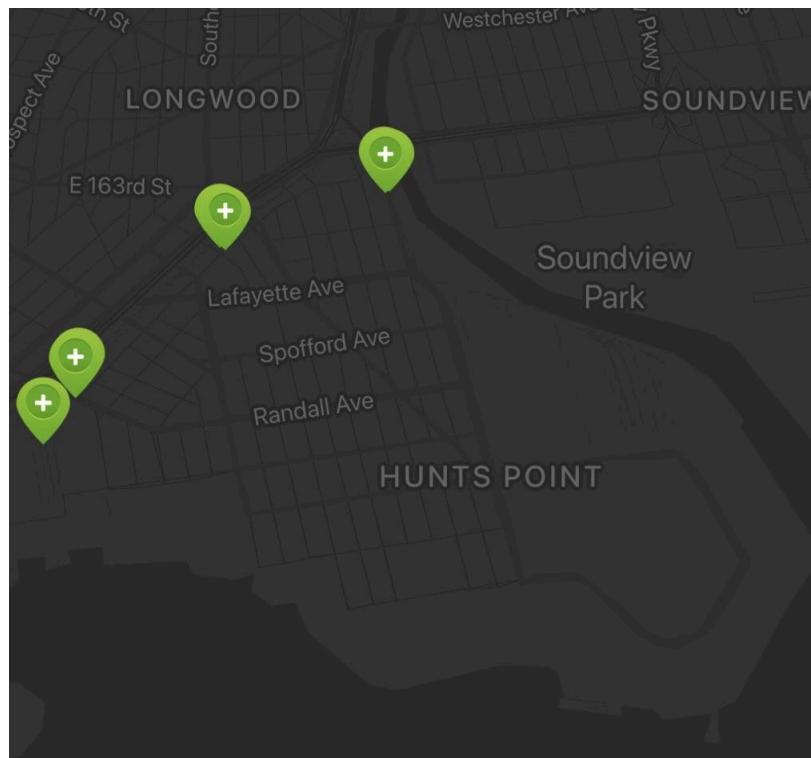 Westchester Ave
Pkwy
LONGWOOD
SOUNDVIEW
E 163rd St
Soundview
Park
Lafayette Ave
Spofford Ave
Randall Ave
HUNTS POINT